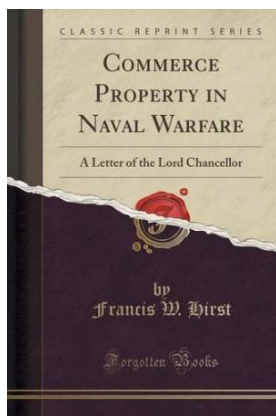 CLASSIC REPRINT SERIES
COMMERCE
PROPERTY IN
NAVAL WARFARE
A Letter of the Lord Chancellor
by
Francis W. Hirst
Forgotten Books